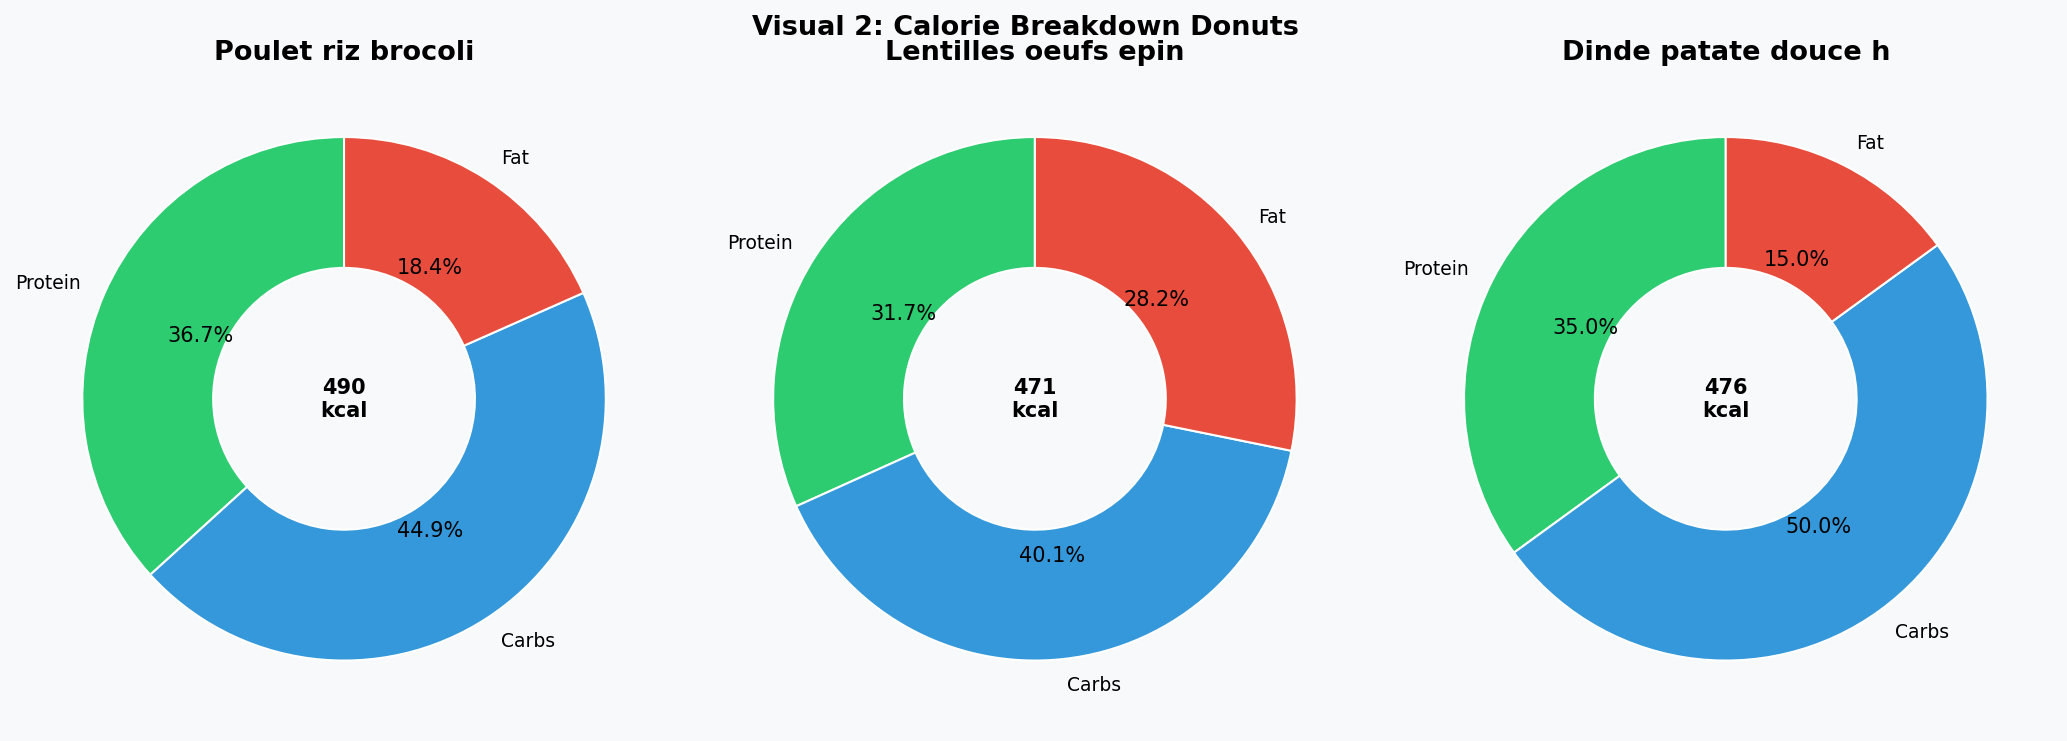 Visual 2: Calorie Breakdown Donuts
Poulet riz brocoli
Fat
Protein
18.4%
36.7%
490
kcal
44.9%
Carbs
Lentilles oeufs epin
Fat
Protein
28.2%
31.7%
471
kcal
40.1%
Carbs
Dinde patate douce h
Fat
Protein
15.0%
35.0%
476
kcal
50.0%
Carbs